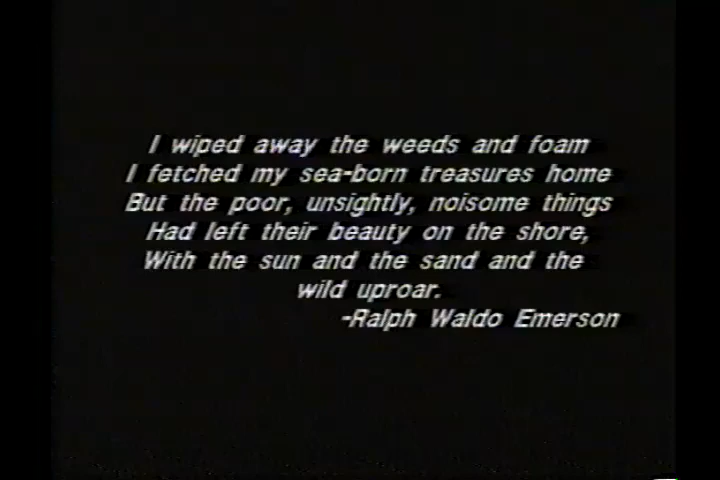 I wiped away the weeds and foam
I fetched my sea-born treasures home
But the poor, unsightly, noisome things
Had left their beauty on the shore,
With the sun and the sand and the
wild uproar.
-Ralph Waldo Emerson